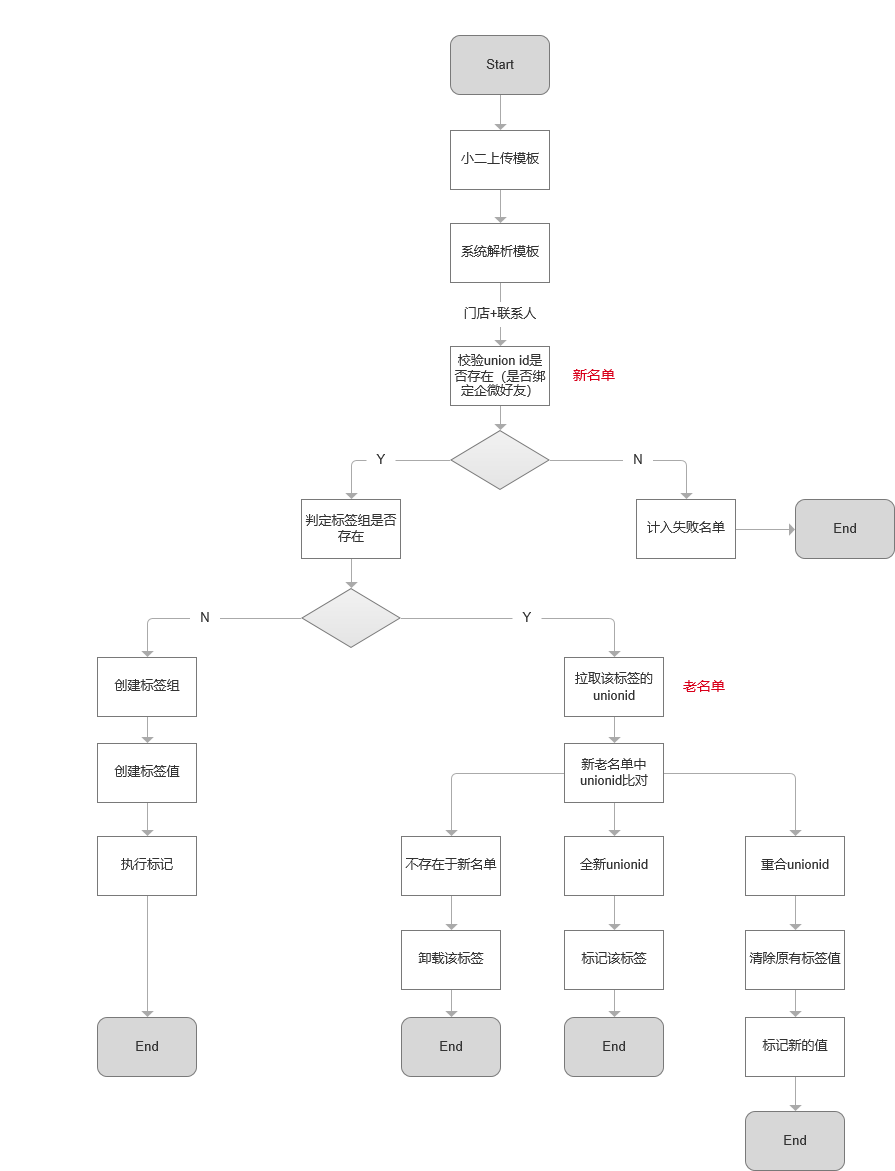 Start
小二上传模板
系统解析模板
门店+联系人
校验union id是
否存在（是否绑
定企微好友）
新名单
Y
N
判定标签组是否
存在
计入失败名单
End
N
Y
创建标签组
拉取该标签的
unionid
老名单
创建标签值
新老名单中
unionid比对
执行标记
不存在于新名单
全新unionid
重合unionid
卸载该标签
标记该标签
清除原有标签值
End
End
End
标记新的值
End